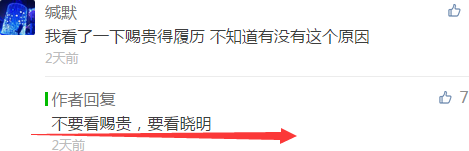 缄默
我看了一下赐贵得履历 不知道有没有这个原因
2天前
作者回复
7
不要看赐贵，要看晓明
2天前